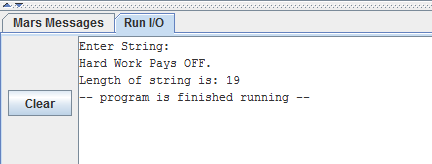 Mars Messages Run I/O
Enter String:
Hard Work Pays OFF.
Length of string is: 19
-- program is finished running --
Clear